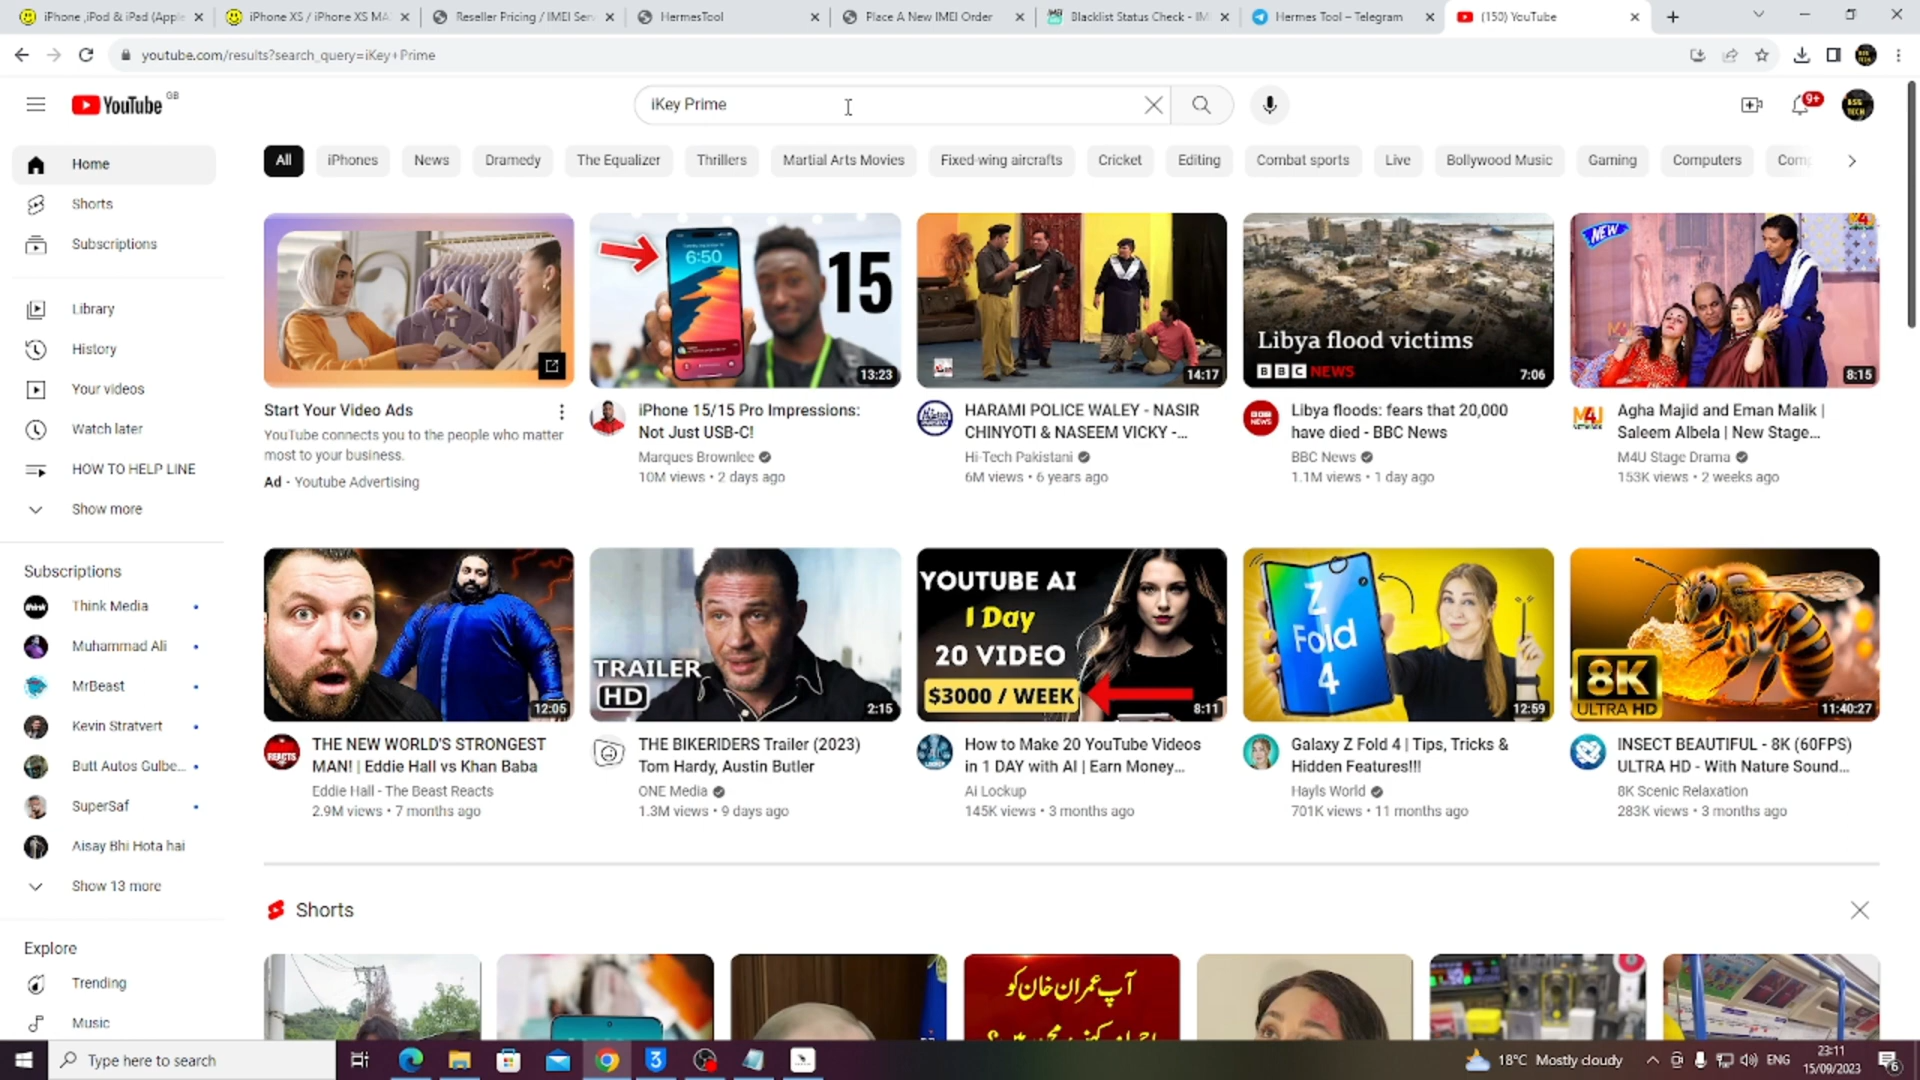 iPhone ,iPod & iPad (Apple
iPhone XS / iPhone XS MA
Reseller Pricing / IMEI Ser
HermesTool
Place A New IMEI Order
Blacklist Status Check - IM
Hermes Tool – Telegram
(150) YouTube
youtube.com/results?search_query=iKey+Prime
YouTube GB
iKey Prime
9+
BSG TECH
All
iPhones
News
Dramedy
The Equalizer
Thrillers
Martial Arts Movies
Fixed-wing aircrafts
Cricket
Editing
Combat sports
Live
Bollywood Music
Gaming
Computers
Com
Home
Shorts
Subscriptions
Library
History
Your videos
Watch later
HOW TO HELP LINE
Show more
Subscriptions
Think Media
Muhammad Ali
MrBeast
Kevin Stratvert
Butt Autos Gulbe...
SuperSaf
Aisay Bhi Hota hai
Show 13 more
Explore
Trending
Music
Start Your Video Ads
YouTube connects you to the people who matter
most to your business.
Ad - Youtube Advertising
6:50
15
13:23
iPhone 15/15 Pro Impressions:
Not Just USB-C!
Marques Brownlee
10M views • 2 days ago
14:17
HARAMI POLICE WALEY - NASIR
CHINYOTI & NASEEM VICKY -...
Hi-Tech Pakistani
6M views • 6 years ago
Libya flood victims
BBC NEWS
7:06
BBC NEWS
Libya floods: fears that 20,000
have died - BBC News
BBC News
1.1M views • 1 day ago
NEW
4
8:15
M4U
Agha Majid and Eman Malik |
Saleem Albela | New Stage...
M4U Stage Drama
153K views • 2 weeks ago
12:05
REACTS
THE NEW WORLD'S STRONGEST
MAN! | Eddie Hall vs Khan Baba
Eddie Hall - The Beast Reacts
2.9M views • 7 months ago
TRAILER
HD
2:15
THE BIKERIDERS Trailer (2023)
Tom Hardy, Austin Butler
ONE Media
1.3M views • 9 days ago
YOUTUBE AI
1 Day
20 VIDEO
$3000 / WEEK
8:11
How to Make 20 YouTube Videos
in 1 DAY with AI | Earn Money...
Ai Lockup
145K views • 3 months ago
Z
Fold
4
12:59
Galaxy Z Fold 4 | Tips, Tricks &
Hidden Features!!!
Hayls World
701K views • 11 months ago
8K
ULTRA HD
11:40:27
INSECT BEAUTIFUL - 8K (60FPS)
ULTRA HD - With Nature Sound...
8K Scenic Relaxation
283K views • 3 months ago
Shorts
آپ عمران خان کو
Type here to search
3
18°C Mostly cloudy
ENG
23:11
15/09/2023
6